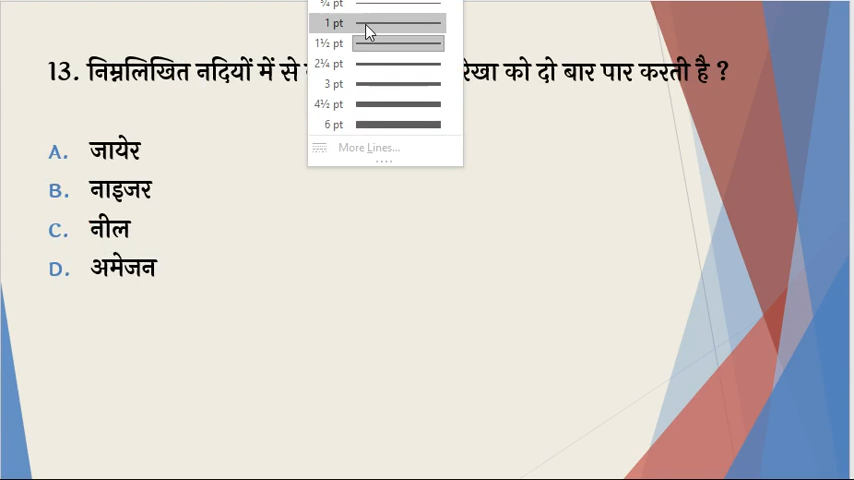 ¾ pt
1 pt
1½ pt
2¼ pt
3 pt
4½ pt
6 pt
More Lines...
13. निम्नलिखित नदियों में से रेखा को दो बार पार करती है ?
A. जायेर
B. नाइजर
C. नील
D. अमेजन